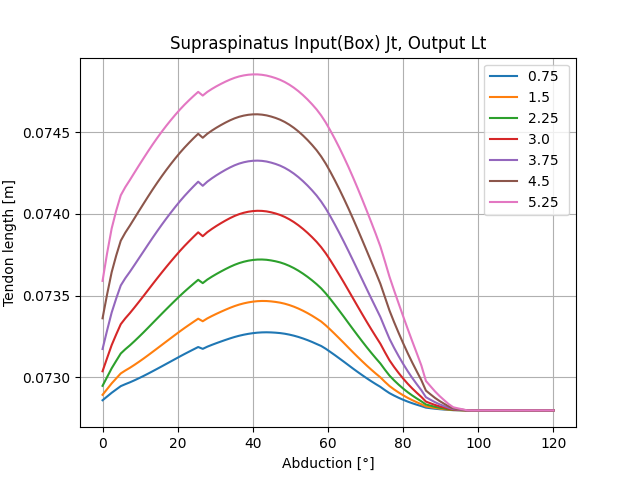 Supraspinatus Input(Box) Jt, Output Lt
0.75
1.5
2.25
3.0
3.75
4.5
5.25
Tendon length [m]
0.0745
0.0740
0.0735
0.0730
0 20 40 60 80 100 120
Abduction [°]